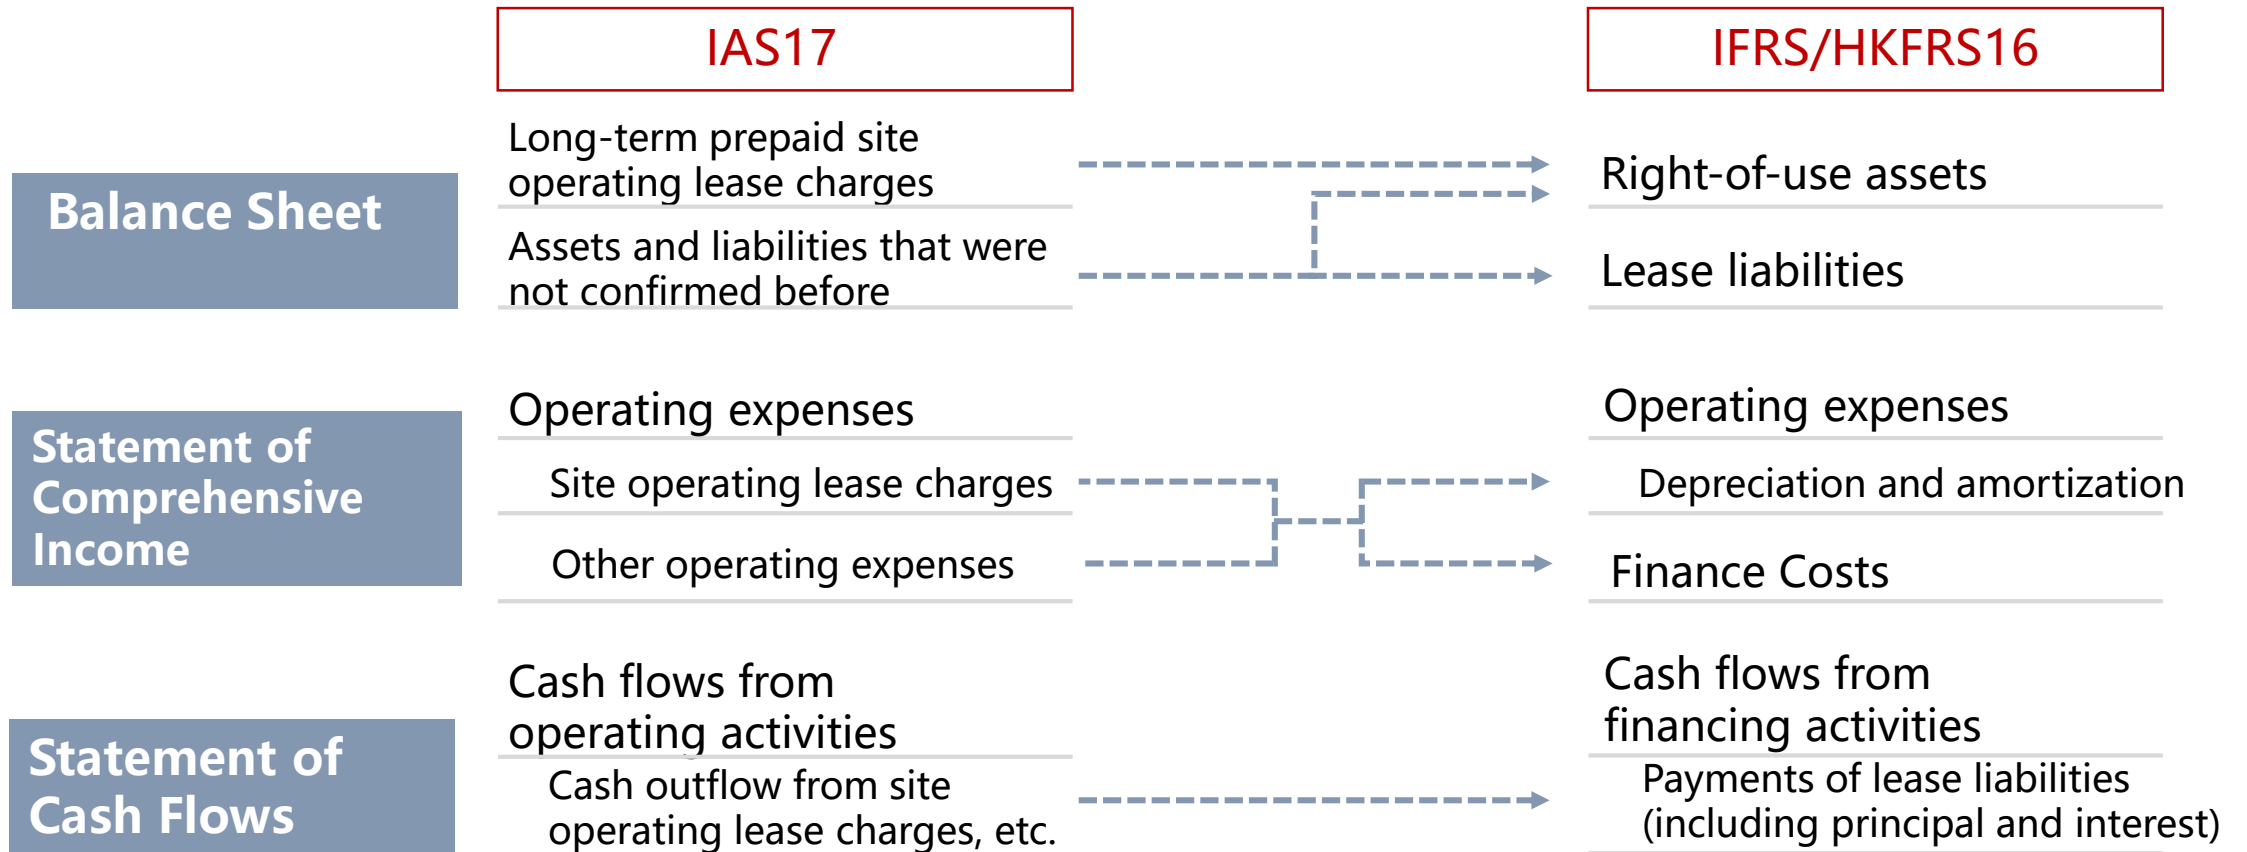 IAS17
IFRS/HKFRS16
Balance Sheet
Long-term prepaid site
operating lease charges
Right-of-use assets
Assets and liabilities that were
not confirmed before
Lease liabilities
Statement of
Comprehensive
Income
Operating expenses
Operating expenses
Site operating lease charges
Depreciation and amortization
Other operating expenses
Finance Costs
Statement of
Cash Flows
Cash flows from
operating activities
Cash flows from
financing activities
Cash outflow from site
operating lease charges, etc.
Payments of lease liabilities
(including principal and interest)